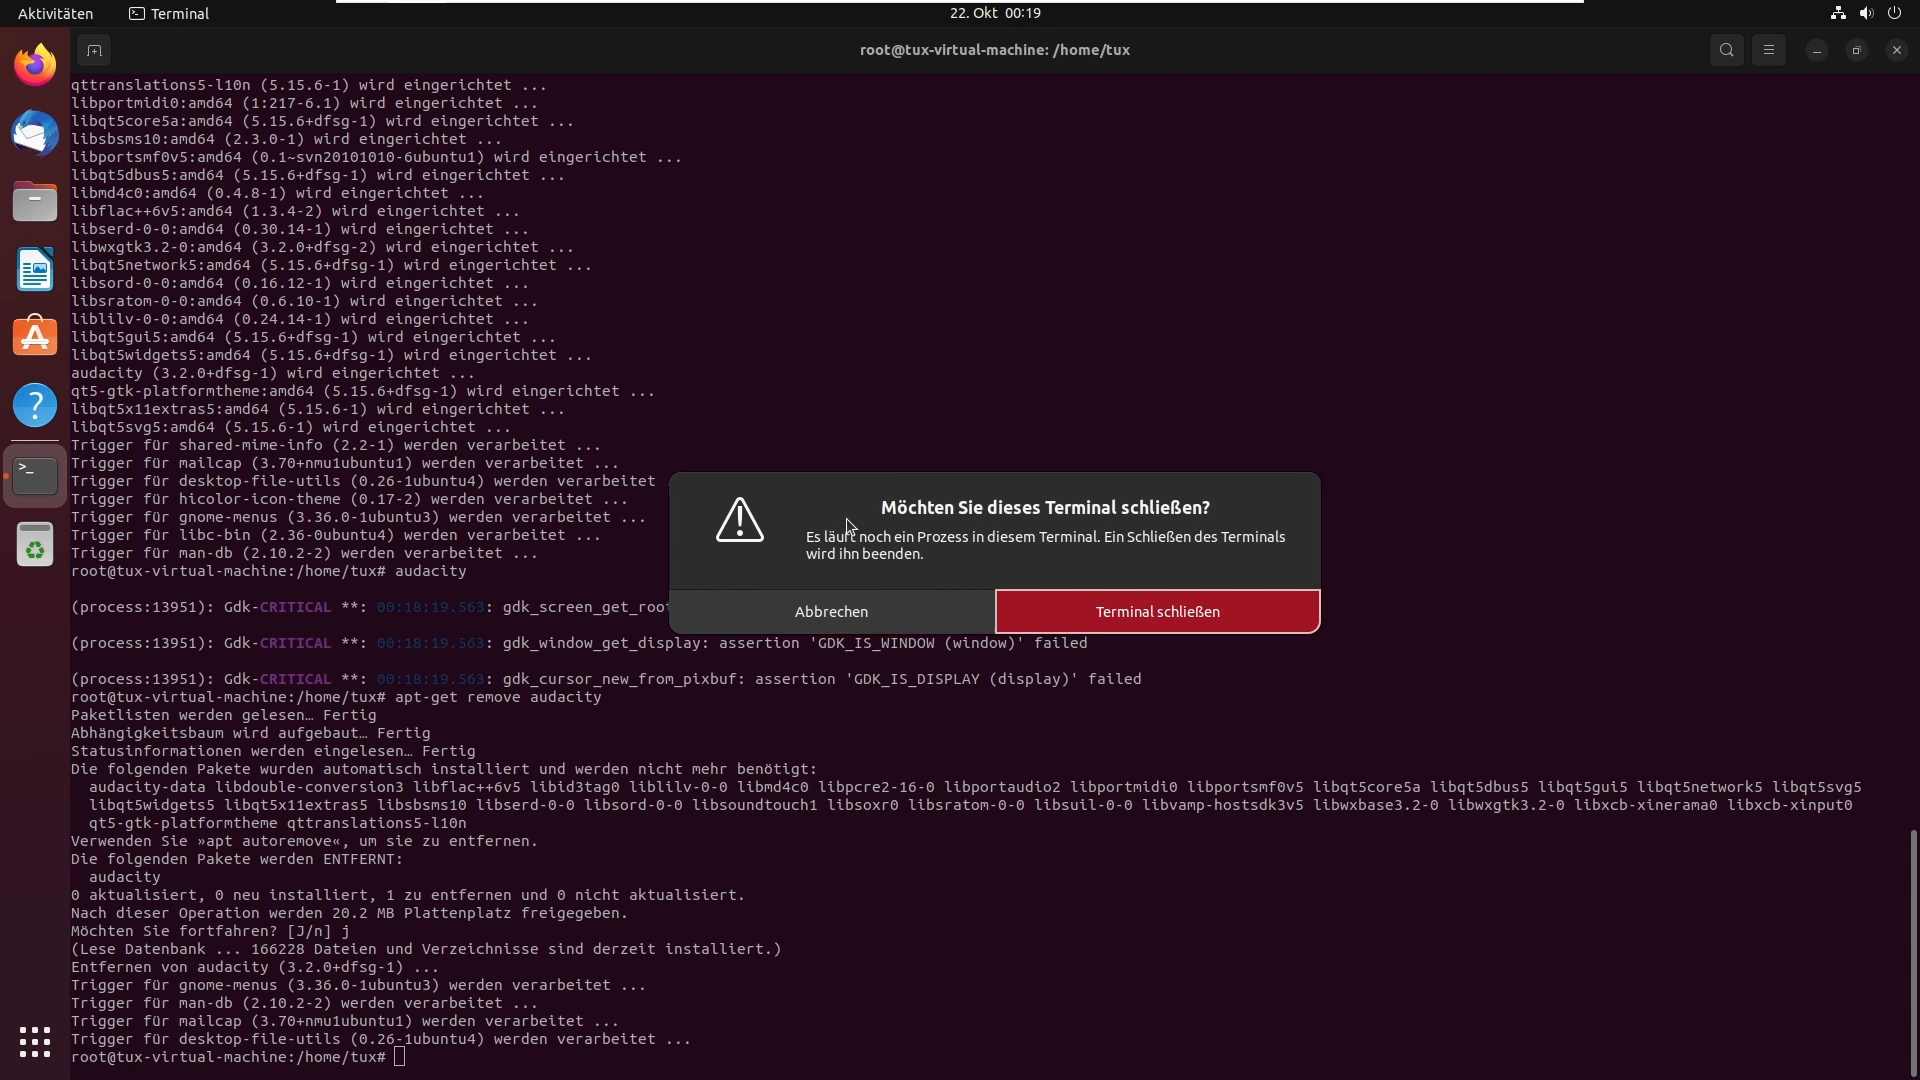 Aktivitäten Terminal 22. Okt 00:19
root@tux-virtual-machine: /home/tux
qttranslations5-l10n (5.15.6-1) wird eingerichtet ...
libportmidi0:amd64 (1:217-6.1) wird eingerichtet ...
libqt5core5a:amd64 (5.15.6+dfsg-1) wird eingerichtet ...
libsbsms10:amd64 (2.3.0-1) wird eingerichtet ...
libportsmf0v5:amd64 (0.1~svn20101010-6ubuntu1) wird eingerichtet ...
libqt5dbus5:amd64 (5.15.6+dfsg-1) wird eingerichtet ...
libmd4c0:amd64 (0.4.8-1) wird eingerichtet ...
libflac++6v5:amd64 (1.3.4-2) wird eingerichtet ...
libserd-0-0:amd64 (0.30.14-1) wird eingerichtet ...
libwxgtk3.2-0:amd64 (3.2.0+dfsg-2) wird eingerichtet ...
libqt5network5:amd64 (5.15.6+dfsg-1) wird eingerichtet ...
libsord-0-0:amd64 (0.16.12-1) wird eingerichtet ...
libsratom-0-0:amd64 (0.6.10-1) wird eingerichtet ...
liblilv-0-0:amd64 (0.24.14-1) wird eingerichtet ...
libqt5gui5:amd64 (5.15.6+dfsg-1) wird eingerichtet ...
libqt5widgets5:amd64 (5.15.6+dfsg-1) wird eingerichtet ...
audacity (3.2.0+dfsg-1) wird eingerichtet ...
qt5-gtk-platformtheme:amd64 (5.15.6+dfsg-1) wird eingerichtet ...
libqt5x11extras5:amd64 (5.15.6-1) wird eingerichtet ...
libqt5svg5:amd64 (5.15.6-1) wird eingerichtet ...
Trigger für shared-mime-info (2.2-1) werden verarbeitet ...
Trigger für mailcap (3.70+nmu1ubuntu1) werden verarbeitet ...
Trigger für desktop-file-utils (0.26-1ubuntu4) werden verarbeitet
Trigger für hicolor-icon-theme (0.17-2) werden verarbeitet ...
Trigger für gnome-menus (3.36.0-1ubuntu3) werden verarbeitet ...
Trigger für libc-bin (2.36-0ubuntu4) werden verarbeitet ...
Trigger für man-db (2.10.2-2) werden verarbeitet ...
root@tux-virtual-machine:/home/tux# audacity
(process:13951): Gdk-CRITICAL **: 00:18:19.563: gdk_screen_get_root
(process:13951): Gdk-CRITICAL **: 00:18:19.563: gdk_window_get_display: assertion 'GDK_IS_WINDOW (window)' failed
(process:13951): Gdk-CRITICAL **: 00:18:19.563: gdk_cursor_new_from_pixbuf: assertion 'GDK_IS_DISPLAY (display)' failed
root@tux-virtual-machine:/home/tux# apt-get remove audacity
Paketlisten werden gelesen… Fertig
Abhängigkeitsbaum wird aufgebaut… Fertig
Statusinformationen werden eingelesen… Fertig
Die folgenden Pakete wurden automatisch installiert und werden nicht mehr benötigt:
audacity-data libdouble-conversion3 libflac++6v5 libid3tag0 liblilv-0-0 libmd4c0 libpcre2-16-0 libportaudio2 libportmidi0 libportsmf0v5 libqt5core5a libqt5dbus5 libqt5gui5 libqt5network5 libqt5svg5
libqt5widgets5 libqt5x11extras5 libsbsms10 libserd-0-0 libsord-0-0 libsoundtouch1 libsoxr0 libsratom-0-0 libsuil-0-0 libvamp-hostsdk3v5 libwxbase3.2-0 libwxgtk3.2-0 libxcb-xinerama0 libxcb-xinput0
qt5-gtk-platformtheme qttranslations5-l10n
Verwenden Sie »apt autoremove«, um sie zu entfernen.
Die folgenden Pakete werden ENTFERNT:
audacity
0 aktualisiert, 0 neu installiert, 1 zu entfernen und 0 nicht aktualisiert.
Nach dieser Operation werden 20.2 MB Plattenplatz freigegeben.
Möchten Sie fortfahren? [J/n] j
(Lese Datenbank ... 166228 Dateien und Verzeichnisse sind derzeit installiert.)
Entfernen von audacity (3.2.0+dfsg-1) ...
Trigger für gnome-menus (3.36.0-1ubuntu3) werden verarbeitet ...
Trigger für man-db (2.10.2-2) werden verarbeitet ...
Trigger für mailcap (3.70+nmu1ubuntu1) werden verarbeitet ...
Trigger für desktop-file-utils (0.26-1ubuntu4) werden verarbeitet ...
root@tux-virtual-machine:/home/tux#
Möchten Sie dieses Terminal schließen?
Es läuft noch ein Prozess in diesem Terminal. Ein Schließen des Terminals
wird ihn beenden.
Abbrechen Terminal schließen